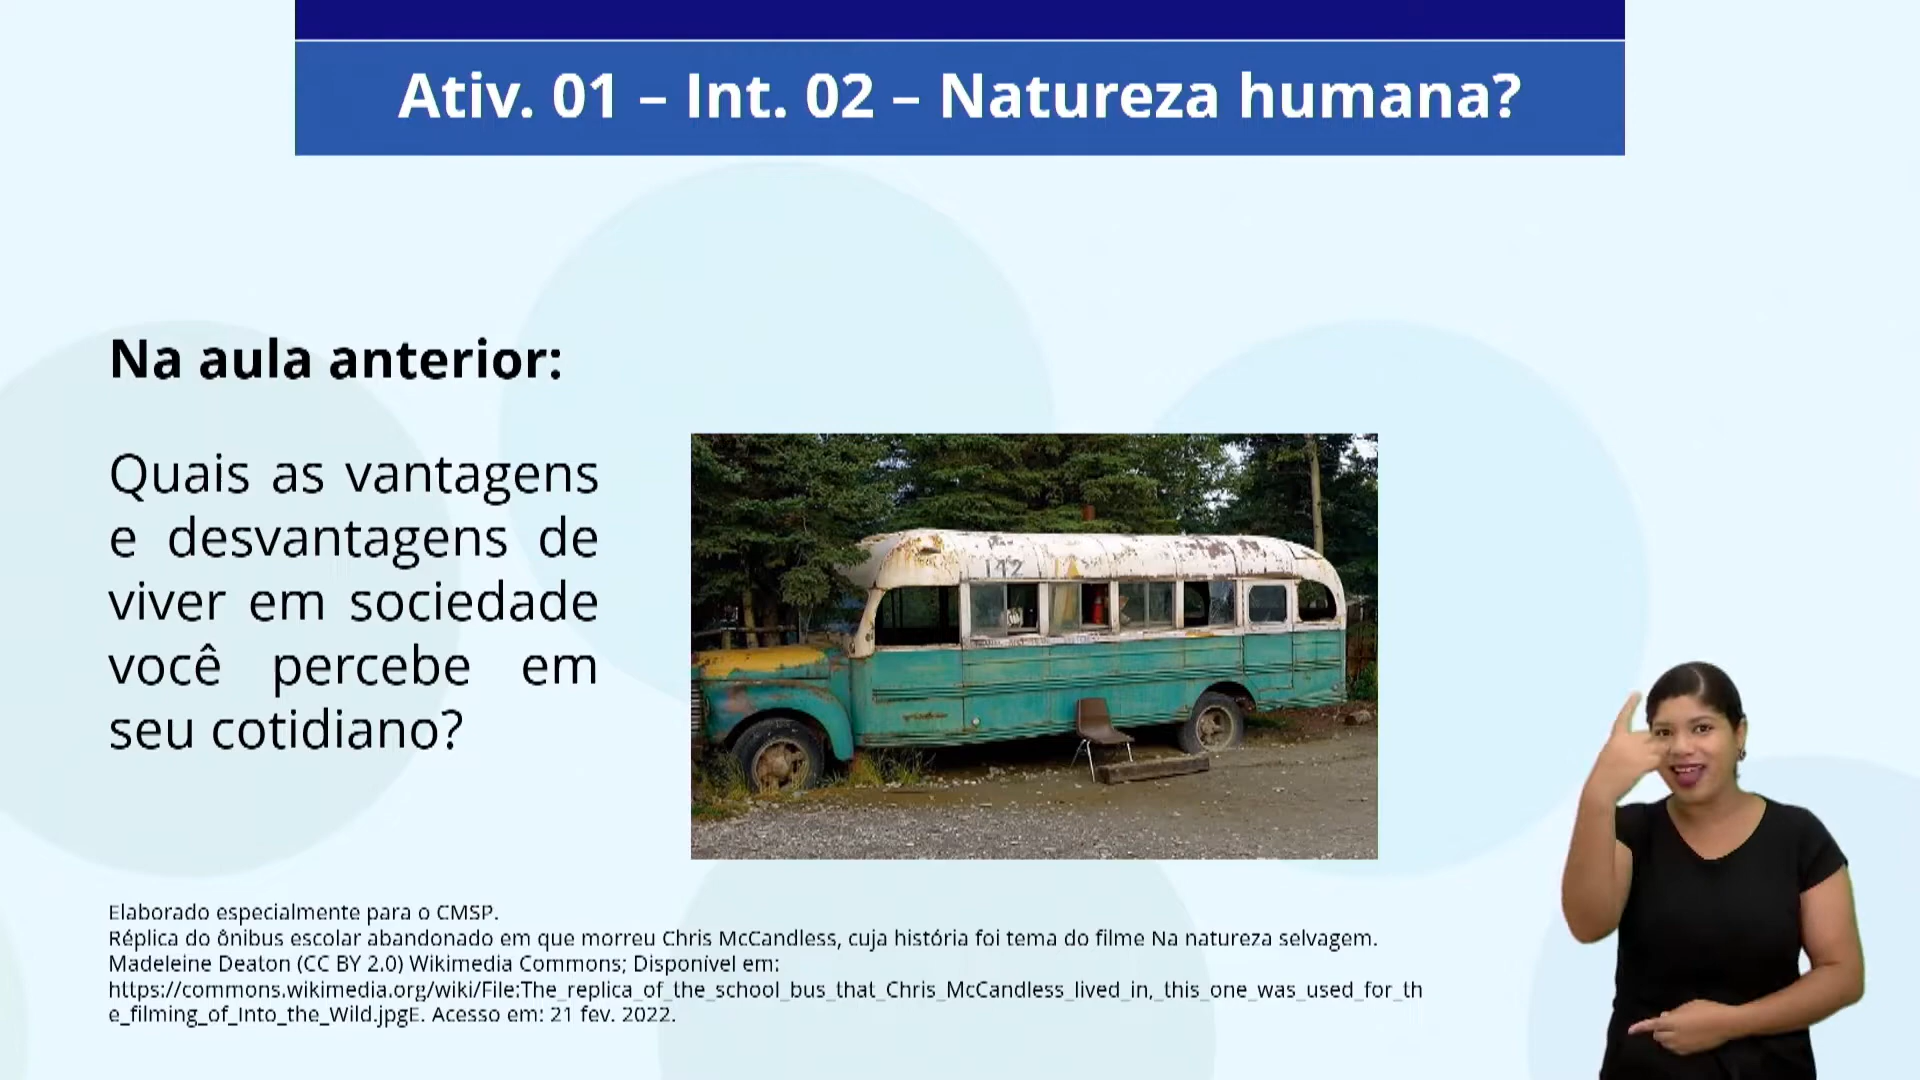 Ativ. 01 – Int. 02 – Natureza humana?
Na aula anterior:
Quais as vantagens
e desvantagens de
viver em sociedade
você percebe em
seu cotidiano?
142
Elaborado especialmente para o CMSP.
Réplica do ônibus escolar abandonado em que morreu Chris McCandless, cuja história foi tema do filme Na natureza selvagem.
Madeleine Deaton (CC BY 2.0) Wikimedia Commons; Disponível em:
https://commons.wikimedia.org/wiki/File:The_replica_of_the_school_bus_that_Chris_McCandless_lived_in,_this_one_was_used_for_th
e_filming_of_Into_the_Wild.jpgE. Acesso em: 21 fev. 2022.